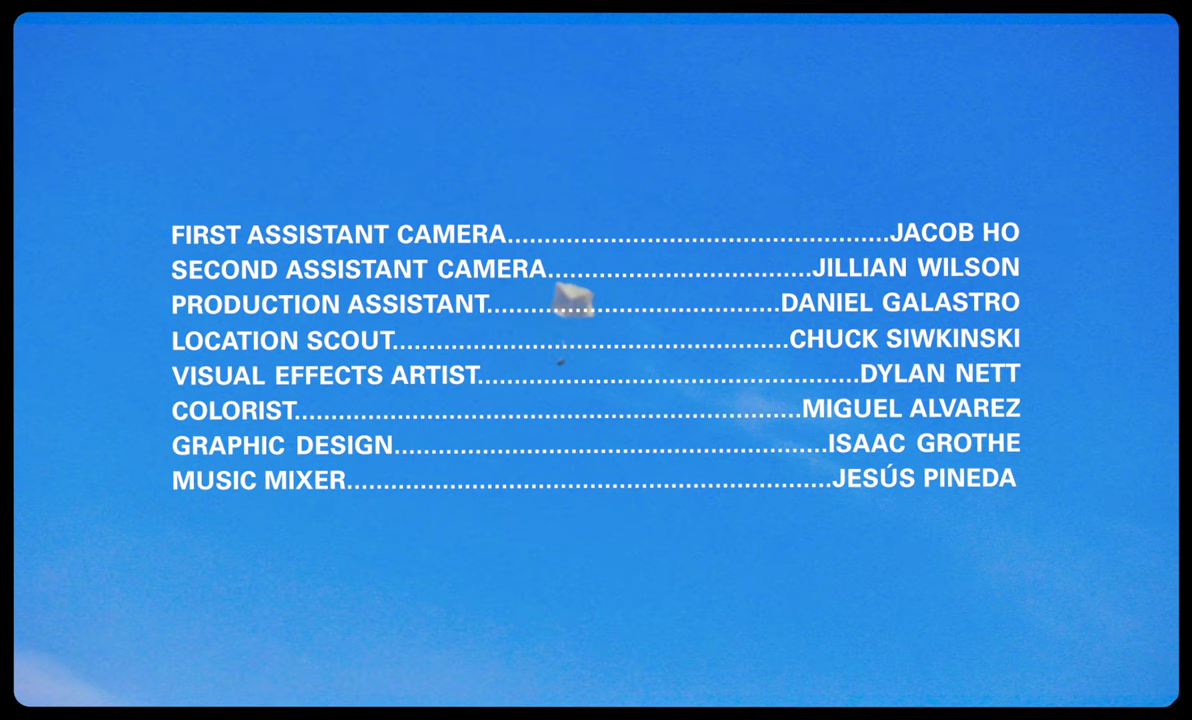 FIRST ASSISTANT CAMERA..................................................JACOB HO
SECOND ASSISTANT CAMERA...................................JILLIAN WILSON
PRODUCTION ASSISTANT.......................................DANIEL GALASTRO
LOCATION SCOUT.....................................................CHUCK SIWKINSKI
VISUAL EFFECTS ARTIST...................................................DYLAN NETT
COLORIST...................................................................MIGUEL ALVAREZ
GRAPHIC DESIGN..........................................................ISAAC GROTHE
MUSIC MIXER.................................................................JESÚS PINEDA